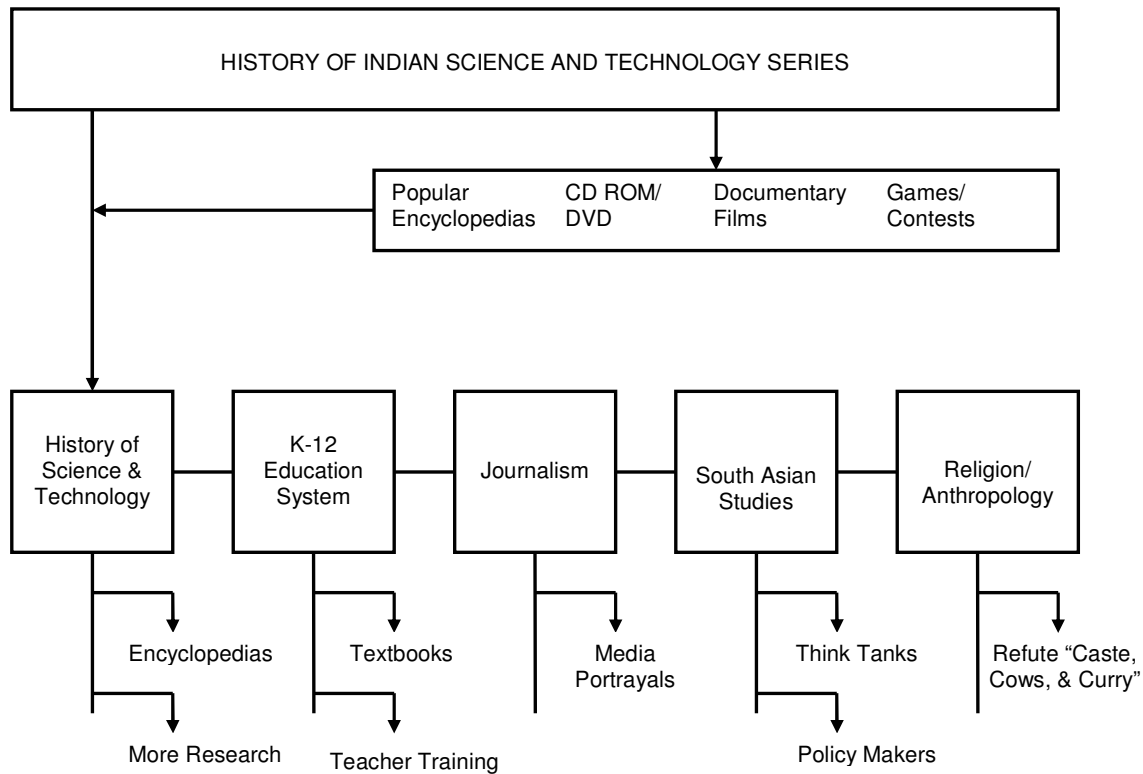 HISTORY OF INDIAN SCIENCE AND TECHNOLOGY SERIES
Popular
Encyclopedias
CD ROM/
DVD
Documentary
Films
Games/
Contests
History of
Science &
Technology
K-12
Education
System
Journalism
South Asian
Studies
Religion/
Anthropology
Encyclopedias
More Research
Textbooks
Teacher Training
Media
Portrayals
Think Tanks
Policy Makers
Refute “Caste,
Cows, & Curry”